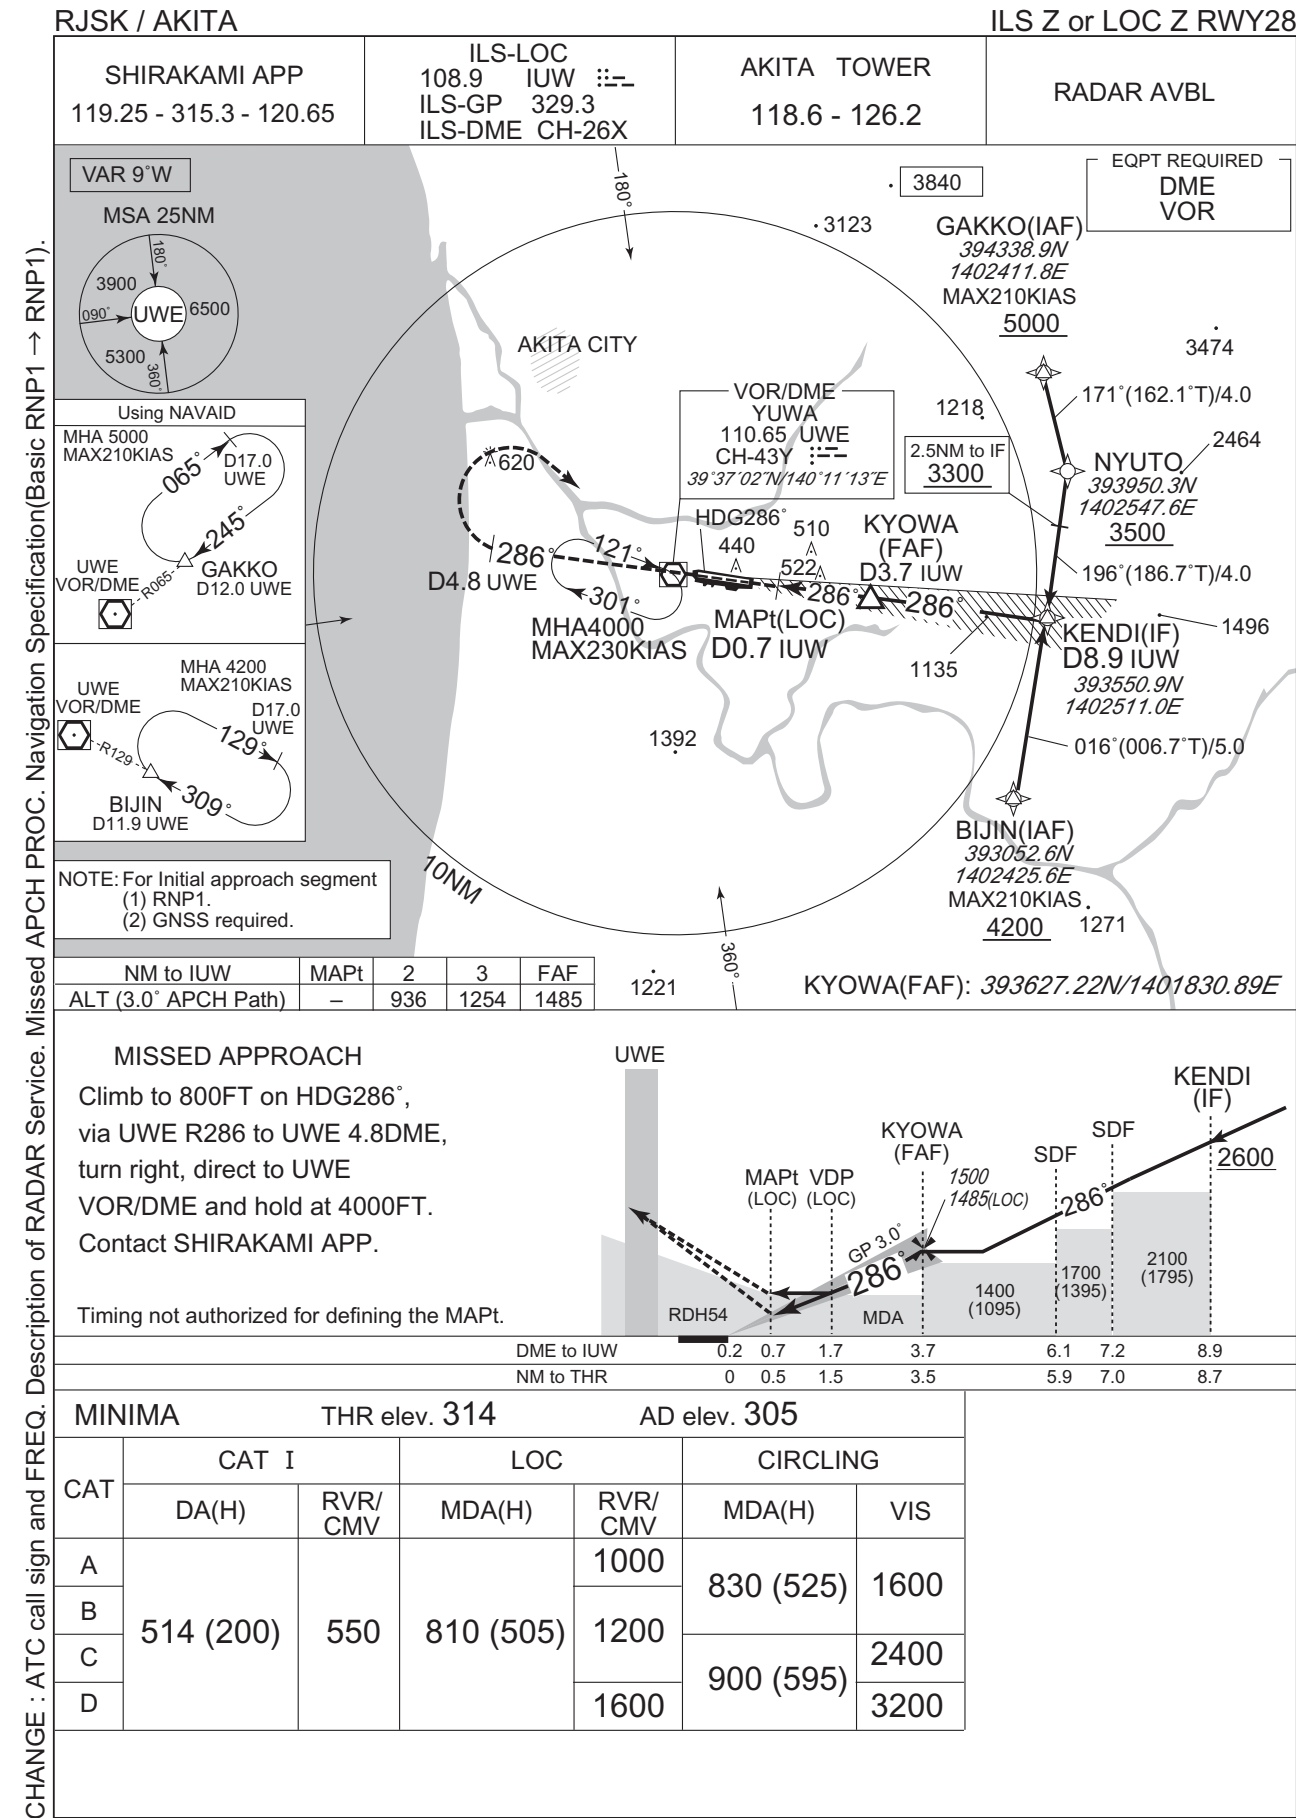 RJSK / AKITA
ILS Z or LOC Z RWY28
SHIRAKAMI APP
119.25 - 315.3 - 120.65
ILS-LOC
108.9 IUW
ILS-GP 329.3
ILS-DME CH-26X
AKITA TOWER
118.6 - 126.2
RADAR AVBL
VAR 9°W
MSA 25NM
180°
3900
090°
UWE
6500
5300
360°
180°
3840
3123
EQPT REQUIRED
DME
VOR
GAKKO(IAF)
394338.9N
1402411.8E
MAX210KIAS
5000
3474
AKITA CITY
171°(162.1°T)/4.0
1218
2464
VOR/DME
YUWA
110.65 UWE
CH-43Y
39°37´02˝N/140°11´13˝E
2.5NM to IF
3300
NYUTO
393950.3N
1402547.6E
3500
196°(186.7°T)/4.0
Using NAVAID
MHA 5000
MAX210KIAS
065°
D17.0
UWE
245°
UWE
VOR/DME
R065
GAKKO
D12.0 UWE
620
HDG286°
510
440
522
KYOWA
(FAF)
D3.7 IUW
286°
121°
D4.8 UWE
301°
MHA4000
MAX230KIAS
286°
286°
MAPt(LOC)
D0.7 IUW
1135
KENDI(IF)
D8.9 IUW
393550.9N
1402511.0E
1496
MHA 4200
MAX210KIAS
UWE
VOR/DME
D17.0
UWE
129°
R129
309°
BIJIN
D11.9 UWE
1392
016°(006.7°T)/5.0
BIJIN(IAF)
393052.6N
1402425.6E
MAX210KIAS
4200
1271
10NM
360°
NOTE: For Initial approach segment
(1) RNP1.
(2) GNSS required.
NM to IUW MAPt 2 3 FAF
ALT (3.0° APCH Path) – 936 1254 1485
1221
KYOWA(FAF): 393627.22N/1401830.89E
MISSED APPROACH
Climb to 800FT on HDG286°,
via UWE R286 to UWE 4.8DME,
turn right, direct to UWE
VOR/DME and hold at 4000FT.
Contact SHIRAKAMI APP.
Timing not authorized for defining the MAPt.
UWE
KENDI
(IF)
2600
SDF
SDF
KYOWA
(FAF)
1500
1485(LOC)
MAPt
(LOC)
VDP
(LOC)
286°
GP 3.0°
286°
2100
(1795)
1700
(1395)
1400
(1095)
MDA
RDH54
DME to IUW 0.2 0.7 1.7 3.7 6.1 7.2 8.9
NM to THR 0 0.5 1.5 3.5 5.9 7.0 8.7
MINIMA THR elev. 314 AD elev. 305
CAT
CAT I LOC CIRCLING
DA(H) RVR/CMV MDA(H) RVR/CMV MDA(H) VIS
A
B
C
D
514 (200)
550
810 (505)
1000
1200
1600
830 (525)
900 (595)
1600
2400
3200
CHANGE : ATC call sign and FREQ. Description of RADAR Service. Missed APCH PROC. Navigation Specification(Basic RNP1 → RNP1).